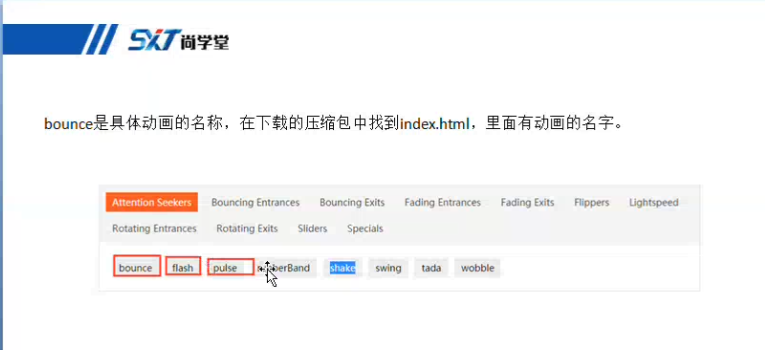 SXT尚学堂
bounce是具体动画的名称，在下载的压缩包中找到index.html，里面有动画的名字。
Attention Seekers Bouncing Entrances Bouncing Exits Fading Entrances Fading Exits Flippers Lightspeed
Rotating Entrances Rotating Exits Sliders Specials
bounce flash pulse shake swing tada wobble